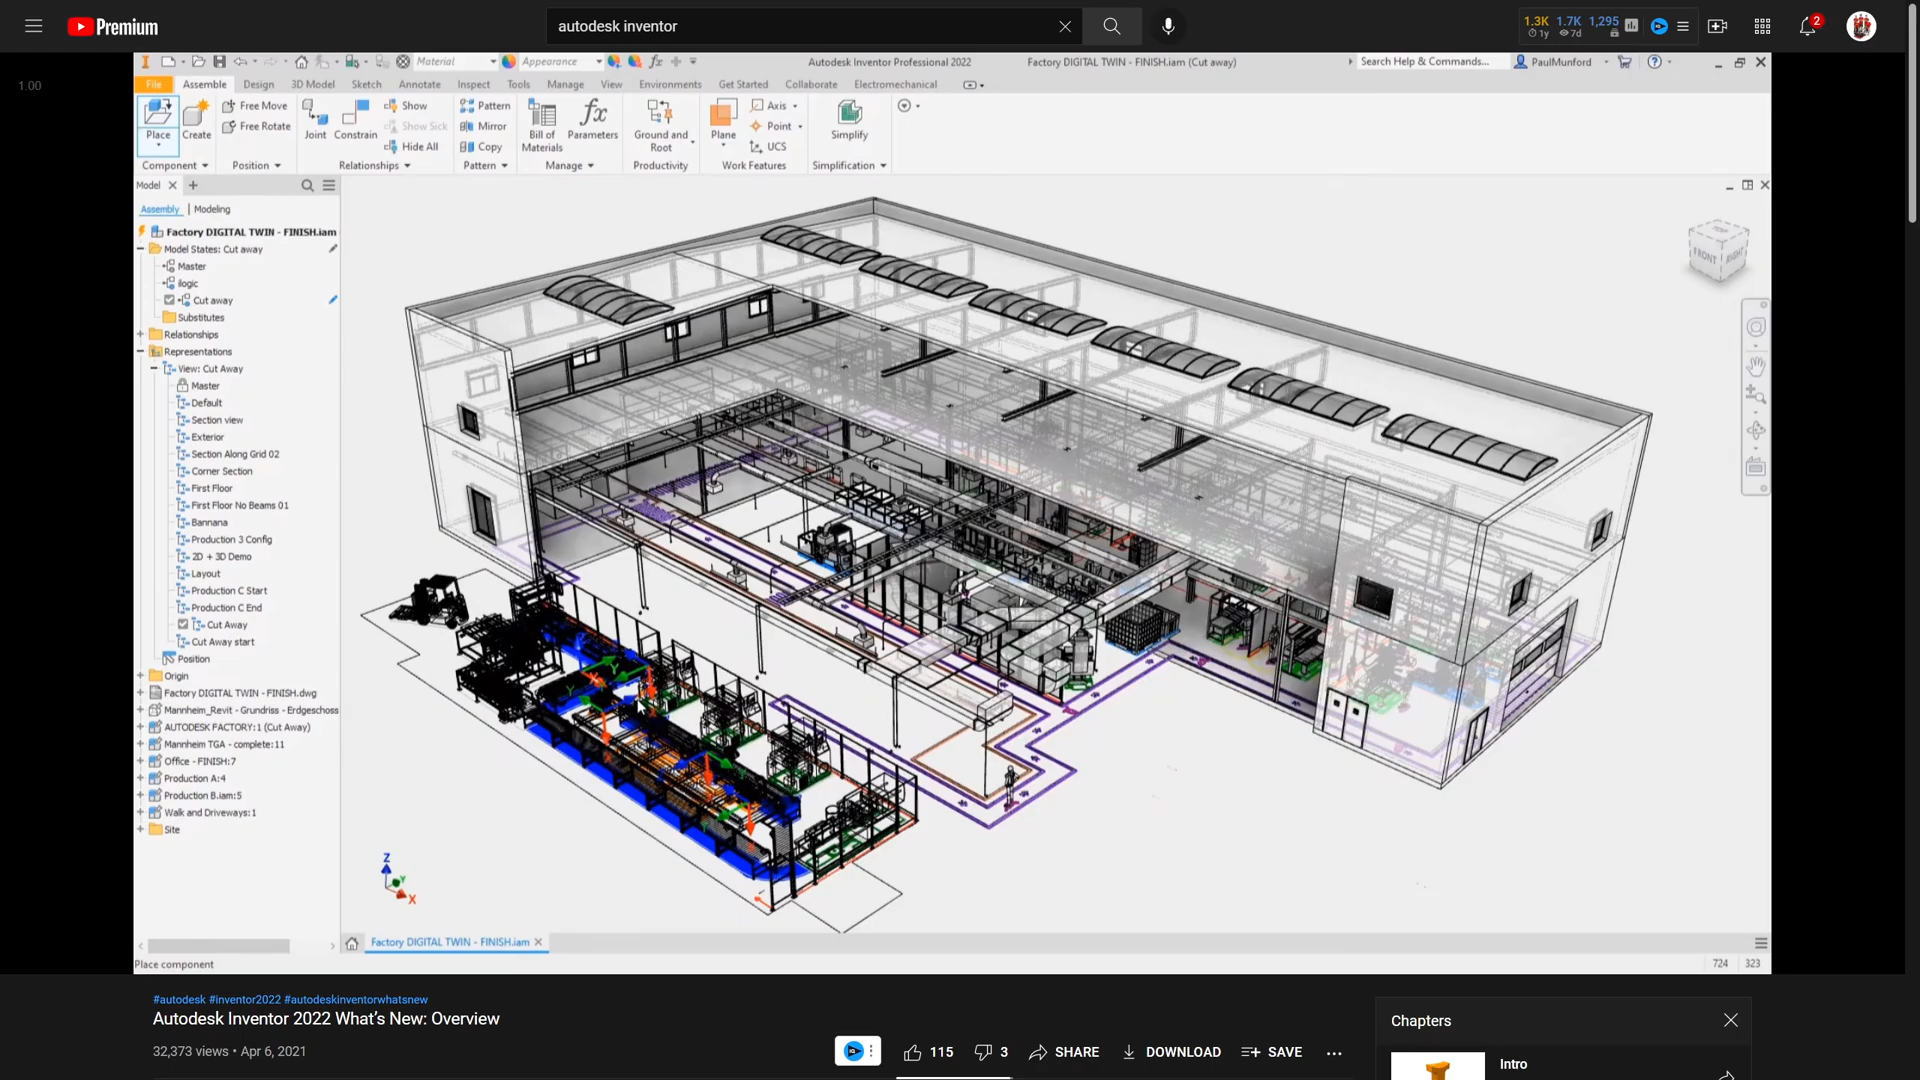 Premium
autodesk inventor
1.3K 1.7K 1,295
1y 7d
2
1.00
Material
Appearance
Autodesk Inventor Professional 2022 Factory DIGITAL TWIN - FINISH.iam (Cut away)
Search Help & Commands...
PaulMunford
File Assemble Design 3D Model Sketch Annotate Inspect Tools Manage View Environments Get Started Collaborate Electromechanical
Place
Create
Free Move
Free Rotate
Joint
Constrain
Show
Show Sick
Hide All
Pattern
Mirror
Copy
Bill of Materials
Parameters
Ground and Root
Plane
Axis
Point
UCS
Simplify
Component Position Relationships Pattern Manage Productivity Work Features Simplification
Model
Assembly | Modeling
Factory DIGITAL TWIN - FINISH.iam
Model States: Cut away
Master
ilogic
Cut away
Substitutes
Relationships
Representations
View: Cut Away
Master
Default
Section view
Exterior
Section Along Grid 02
Corner Section
First Floor
First Floor No Beams 01
Bannana
Production 3 Config
2D + 3D Demo
Layout
Production C Start
Production C End
Cut Away
Cut Away start
Position
Origin
Factory DIGITAL TWIN - FINISH.dwg
Mannheim_Revit - Grundriss - Erdgeschoss
AUTODESK FACTORY:1 (Cut Away)
Mannheim TGA - complete:11
Office - FINISH:7
Production A:4
Production B.iam:5
Walk and Driveways:1
Site
FRONT RIGHT
Z
Y
X
Factory DIGITAL TWIN - FINISH.iam
Place component
724 323
#autodesk #inventor2022 #autodeskinventorwhatsnew
Autodesk Inventor 2022 What’s New: Overview
32,373 views • Apr 6, 2021
115 3 SHARE DOWNLOAD SAVE
Chapters
Intro